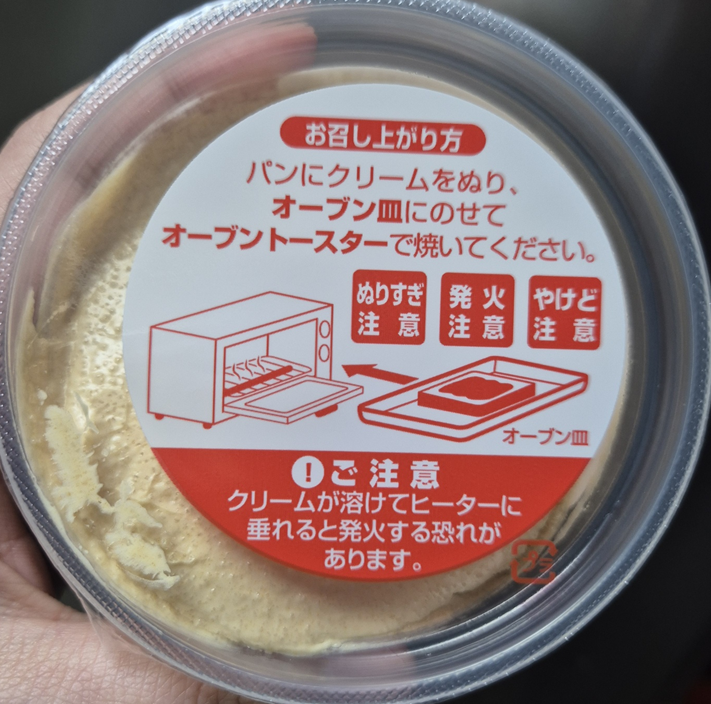 お召し上がり方
パンにクリームをぬり、
オーブン皿にのせて
オーブントースターで焼いてください。
ぬりすぎ
注意
発火
注意
やけど
注意
オーブン皿
!ご注意
クリームが溶けてヒーターに
垂れると発火する恐れが
あります。
プラ